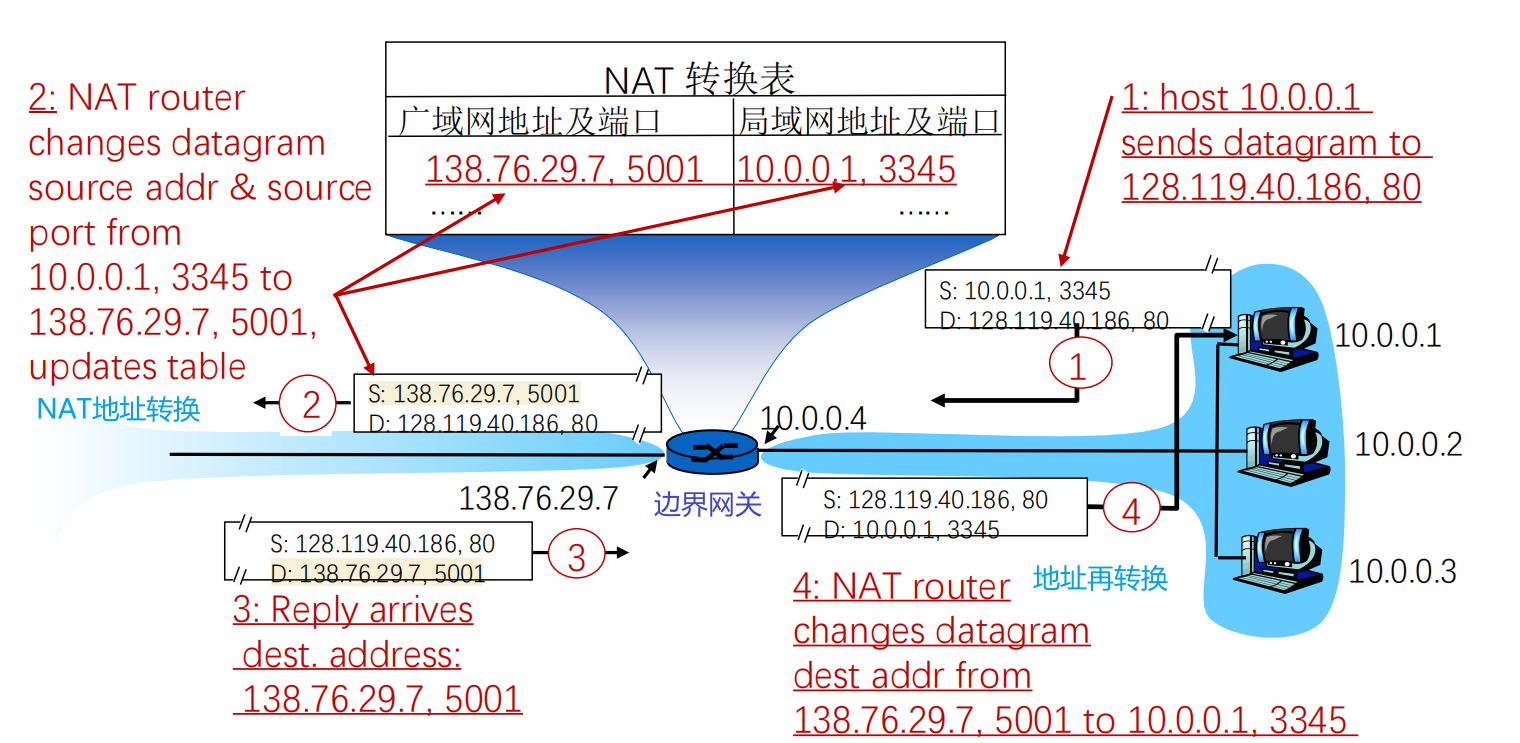 NAT 转换表
广域网地址及端口
局域网地址及端口
138.76.29.7, 5001
10.0.0.1, 3345
……
……
2: NAT router
changes datagram
source addr & source
port from
10.0.0.1, 3345 to
138.76.29.7, 5001,
updates table
NAT地址转换
1: host 10.0.0.1
sends datagram to
128.119.40.186, 80
S: 10.0.0.1, 3345
D: 128.119.40.186, 80
1
10.0.0.1
S: 138.76.29.7, 5001
D: 128.119.40.186, 80
2
10.0.0.4
10.0.0.2
138.76.29.7
边界网关
S: 128.119.40.186, 80
D: 10.0.0.1, 3345
4
S: 128.119.40.186, 80
D: 138.76.29.7, 5001
3
10.0.0.3
3: Reply arrives
dest. address:
138.76.29.7, 5001
4: NAT router
changes datagram
dest addr from
138.76.29.7, 5001 to 10.0.0.1, 3345
地址再转换